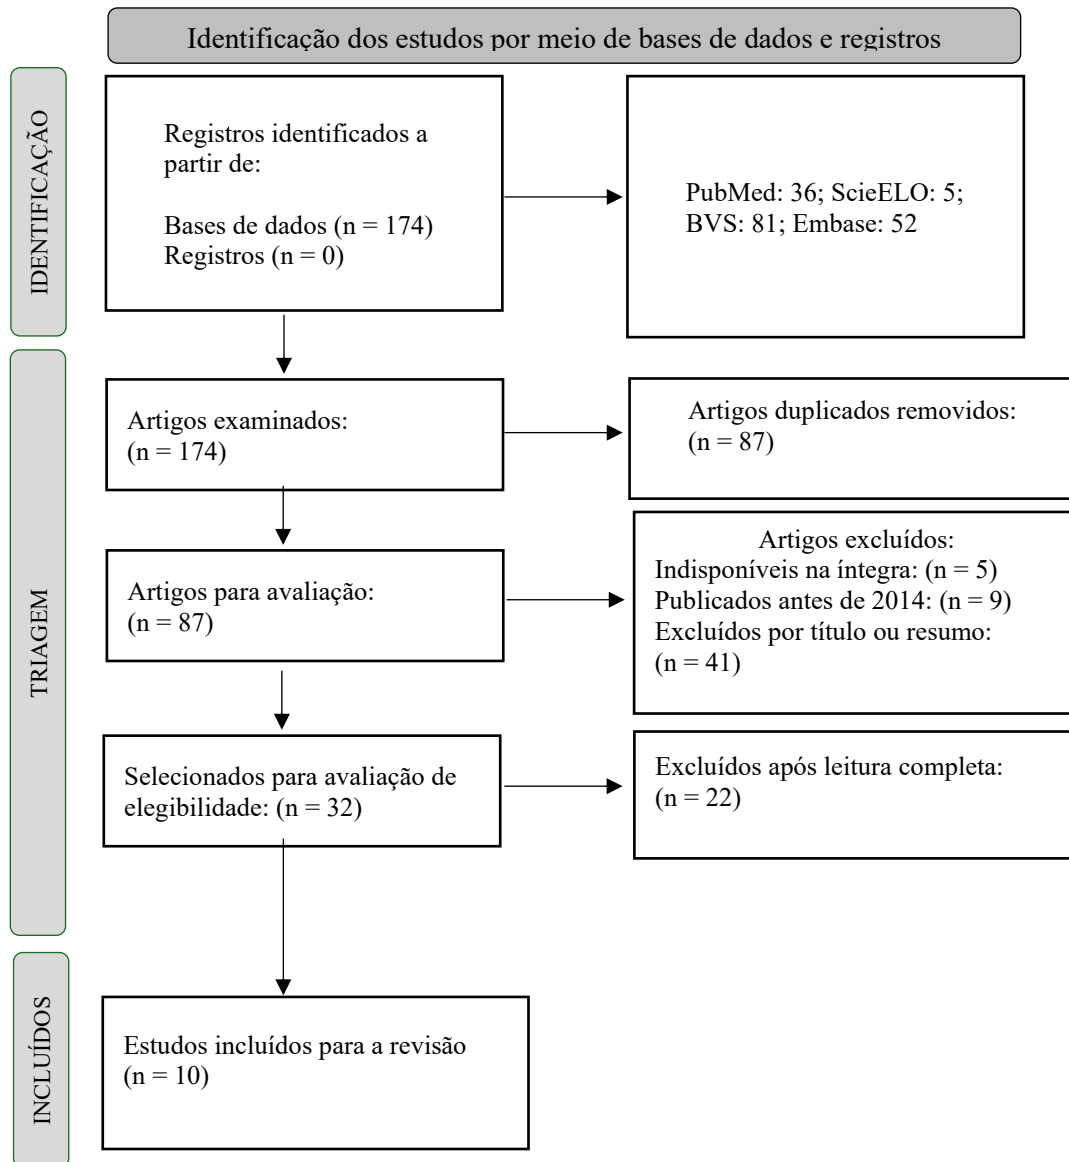 Identificação dos estudos por meio de bases de dados e registros
IDENTIFICAÇÃO
Registros identificados a
partir de:
Bases de dados (n = 174)
Registros (n = 0)
PubMed: 36; ScieELO: 5;
BVS: 81; Embase: 52
TRIAGEM
Artigos examinados:
(n = 174)
Artigos duplicados removidos:
(n = 87)
Artigos para avaliação:
(n = 87)
Artigos excluídos:
Indisponíveis na íntegra: (n = 5)
Publicados antes de 2014: (n = 9)
Excluídos por título ou resumo:
(n = 41)
Selecionados para avaliação de
elegibilidade: (n = 32)
Excluídos após leitura completa:
(n = 22)
INCLUÍDOS
Estudos incluídos para a revisão
(n = 10)